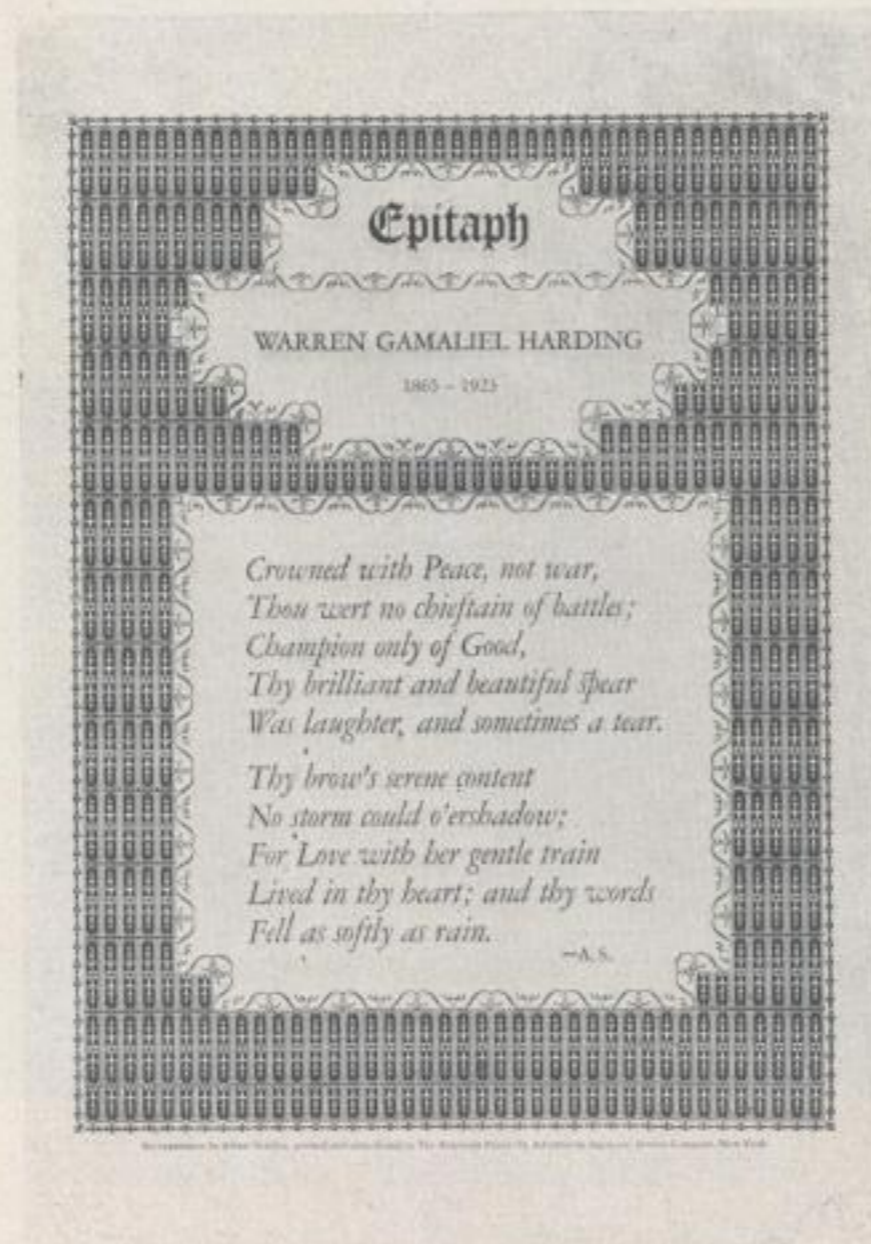 Epitaph
WARREN GAMALIEL HARDING
1865 – 1923
Crowned with Peace, not war,
Thou wert no chieftain of battles;
Champion only of Good,
Thy brilliant and beautiful spear
Was laughter, and sometimes a tear.
Thy brow's serene content
No storm could o'ershadow;
For Love with her gentle train
Lived in thy heart; and thy words
Fell as softly as rain.
—A. S.
New York